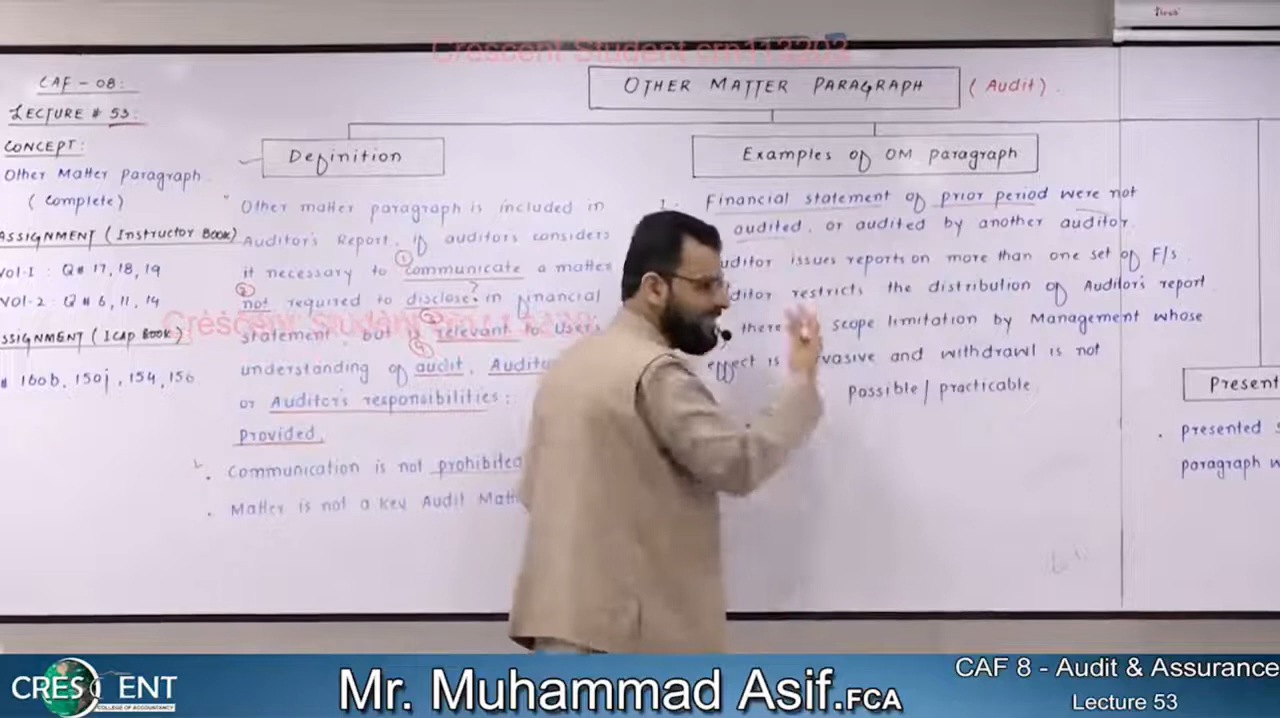 Crescent Student crn113202
OTHER MATTER PARAGRAPH (Audit).
CAF-08:
LECTURE # 53:
CONCEPT:
Other Matter Paragraph
(Complete)
ASSIGNMENT (Instructor BOOK)
Vol-1: Q# 17, 18, 19
Vol-2: Q# 6, 11, 14
ASSIGNMENT (ICAP BOOK)
# 160b, 150j, 154, 156
Definition
Other matter paragraph is included in
Auditor's Report, if auditors considers
it necessary to communicate a matter
not required to disclose in financial
statement, but is relevant to Users
understanding of audit,
or Auditor's responsibilities:
Provided,
. Communication is not prohibited
. Matter is not a key Audit
Examples of OM paragraph
1. Financial statement of prior period were not
audited, or audited by another auditor.
issues reports on more than one set of F/s.
restricts the distribution of Auditor's report
there scope limitation by Management whose
effect is and withdrawl is not
Possible/practicable
. presented
paragraph
CRESCENT
COLLEGE OF ACCOUNTANCY
Mr. Muhammad Asif.FCA
CAF 8 - Audit & Assurance
Lecture 53